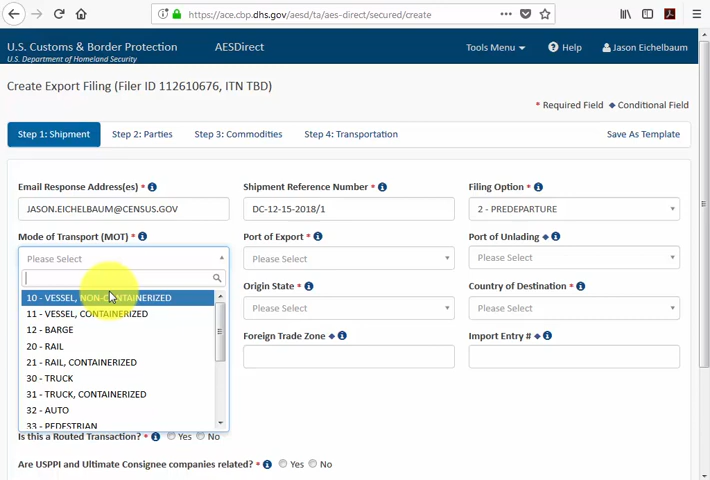 https://ace.cbp.dhs.gov/aesd/ta/aes-direct/secured/create
U.S. Customs & Border Protection
U.S. Department of Homeland Security
AESDirect
Tools Menu
Help
Jason Eichelbaum
Create Export Filing (Filer ID 112610676, ITN TBD)
* Required Field
Conditional Field
Step 1: Shipment
Step 2: Parties
Step 3: Commodities
Step 4: Transportation
Save As Template
Email Response Address(es) *
Shipment Reference Number *
Filing Option *
JASON.EICHELBAUM@CENSUS.GOV
DC-12-15-2018/1
2 - PREDEPARTURE
Mode of Transport (MOT) *
Port of Export *
Port of Unlading
Please Select
Please Select
Please Select
10 - VESSEL, NON-CONTAINERIZED
11 - VESSEL, CONTAINERIZED
12 - BARGE
20 - RAIL
21 - RAIL, CONTAINERIZED
30 - TRUCK
31 - TRUCK, CONTAINERIZED
32 - AUTO
33 - PEDESTRIAN
Origin State *
Country of Destination *
Please Select
Please Select
Foreign Trade Zone
Import Entry #
Is this a Routed Transaction? *
Yes
No
Are USPPI and Ultimate Consignee companies related? *
Yes
No